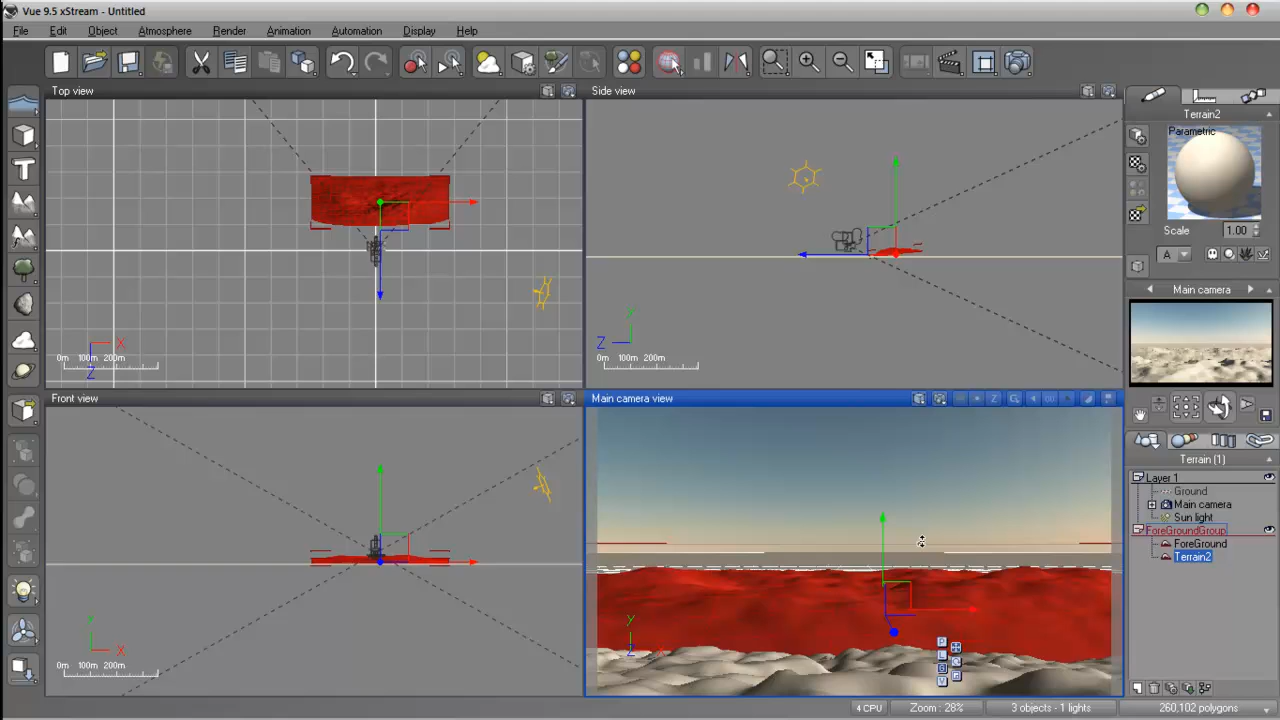 Vue 9.5 xStream - Untitled
File Edit Object Atmosphere Render Animation Automation Display Help
Top view
Side view
Terrain2
Parametric
Scale 1.00
A
X
Z
0m 100m 200m
Y
Z
0m 100m 200m
Main camera
Front view
Main camera view
Z
Terrain (1)
Layer 1
Ground
Main camera
Sun light
ForeGroundGroup
ForeGround
Terrain2
Y
X
0m 100m 200m
y
Z
P
L
V
4 CPU
Zoom : 28%
3 objects - 1 lights
260,102 polygons